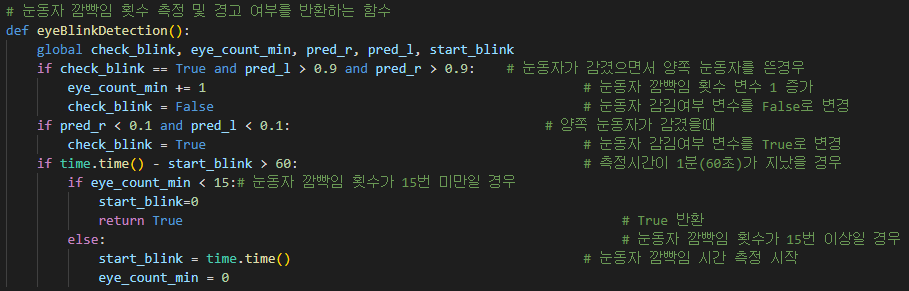 # 눈동자 깜빡임 횟수 측정 및 경고 여부를 반환하는 함수
def eyeBlinkDetection():
    global check_blink, eye_count_min, pred_r, pred_l, start_blink
    if check_blink == True and pred_l > 0.9 and pred_r > 0.9:    # 눈동자가 감겼으면서 양쪽 눈동자를 뜬경우
        eye_count_min += 1                                                # 눈동자 깜빡임 횟수 변수 1 증가
        check_blink = False                                               # 눈동자 감김여부 변수를 False로 변경
    if pred_r < 0.1 and pred_l < 0.1:                                # 양쪽 눈동자가 감겼을때
        check_blink = True                                                # 눈동자 감김여부 변수를 True로 변경
    if time.time() - start_blink > 60:                                    # 측정시간이 1분(60초)가 지났을 경우
        if eye_count_min < 15:# 눈동자 깜빡임 횟수가 15번 미만일 경우
            start_blink=0
            return True                                                        # True 반환
        else:                                                                  # 눈동자 깜빡임 횟수가 15번 이상일 경우
            start_blink = time.time()                                     # 눈동자 깜빡임 시간 측정 시작
            eye_count_min = 0